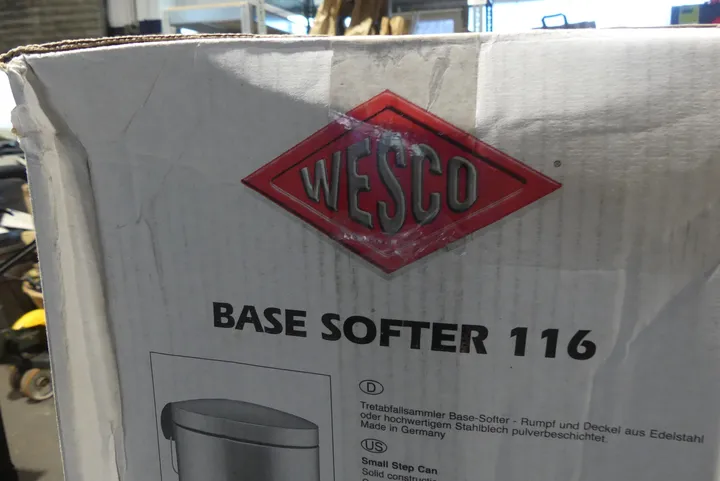 WESCO
®
BASE SOFTER 116
D
Tretabfallsammler Base-Softer - Rumpf und Deckel aus Edelstahl
oder hochwertigem Stahlblech pulverbeschichtet.
Made in Germany
US
Small Step Can
Solid